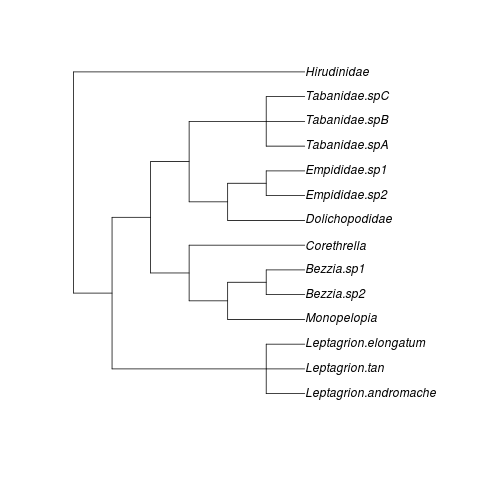 Hirudinidae
Tabanidae.spC
Tabanidae.spB
Tabanidae.spA
Empididae.sp1
Empididae.sp2
Dolichopodidae
Corethrella
Bezzia.sp1
Bezzia.sp2
Monopelopia
Leptagrion.elongatum
Leptagrion.tan
Leptagrion.andromache